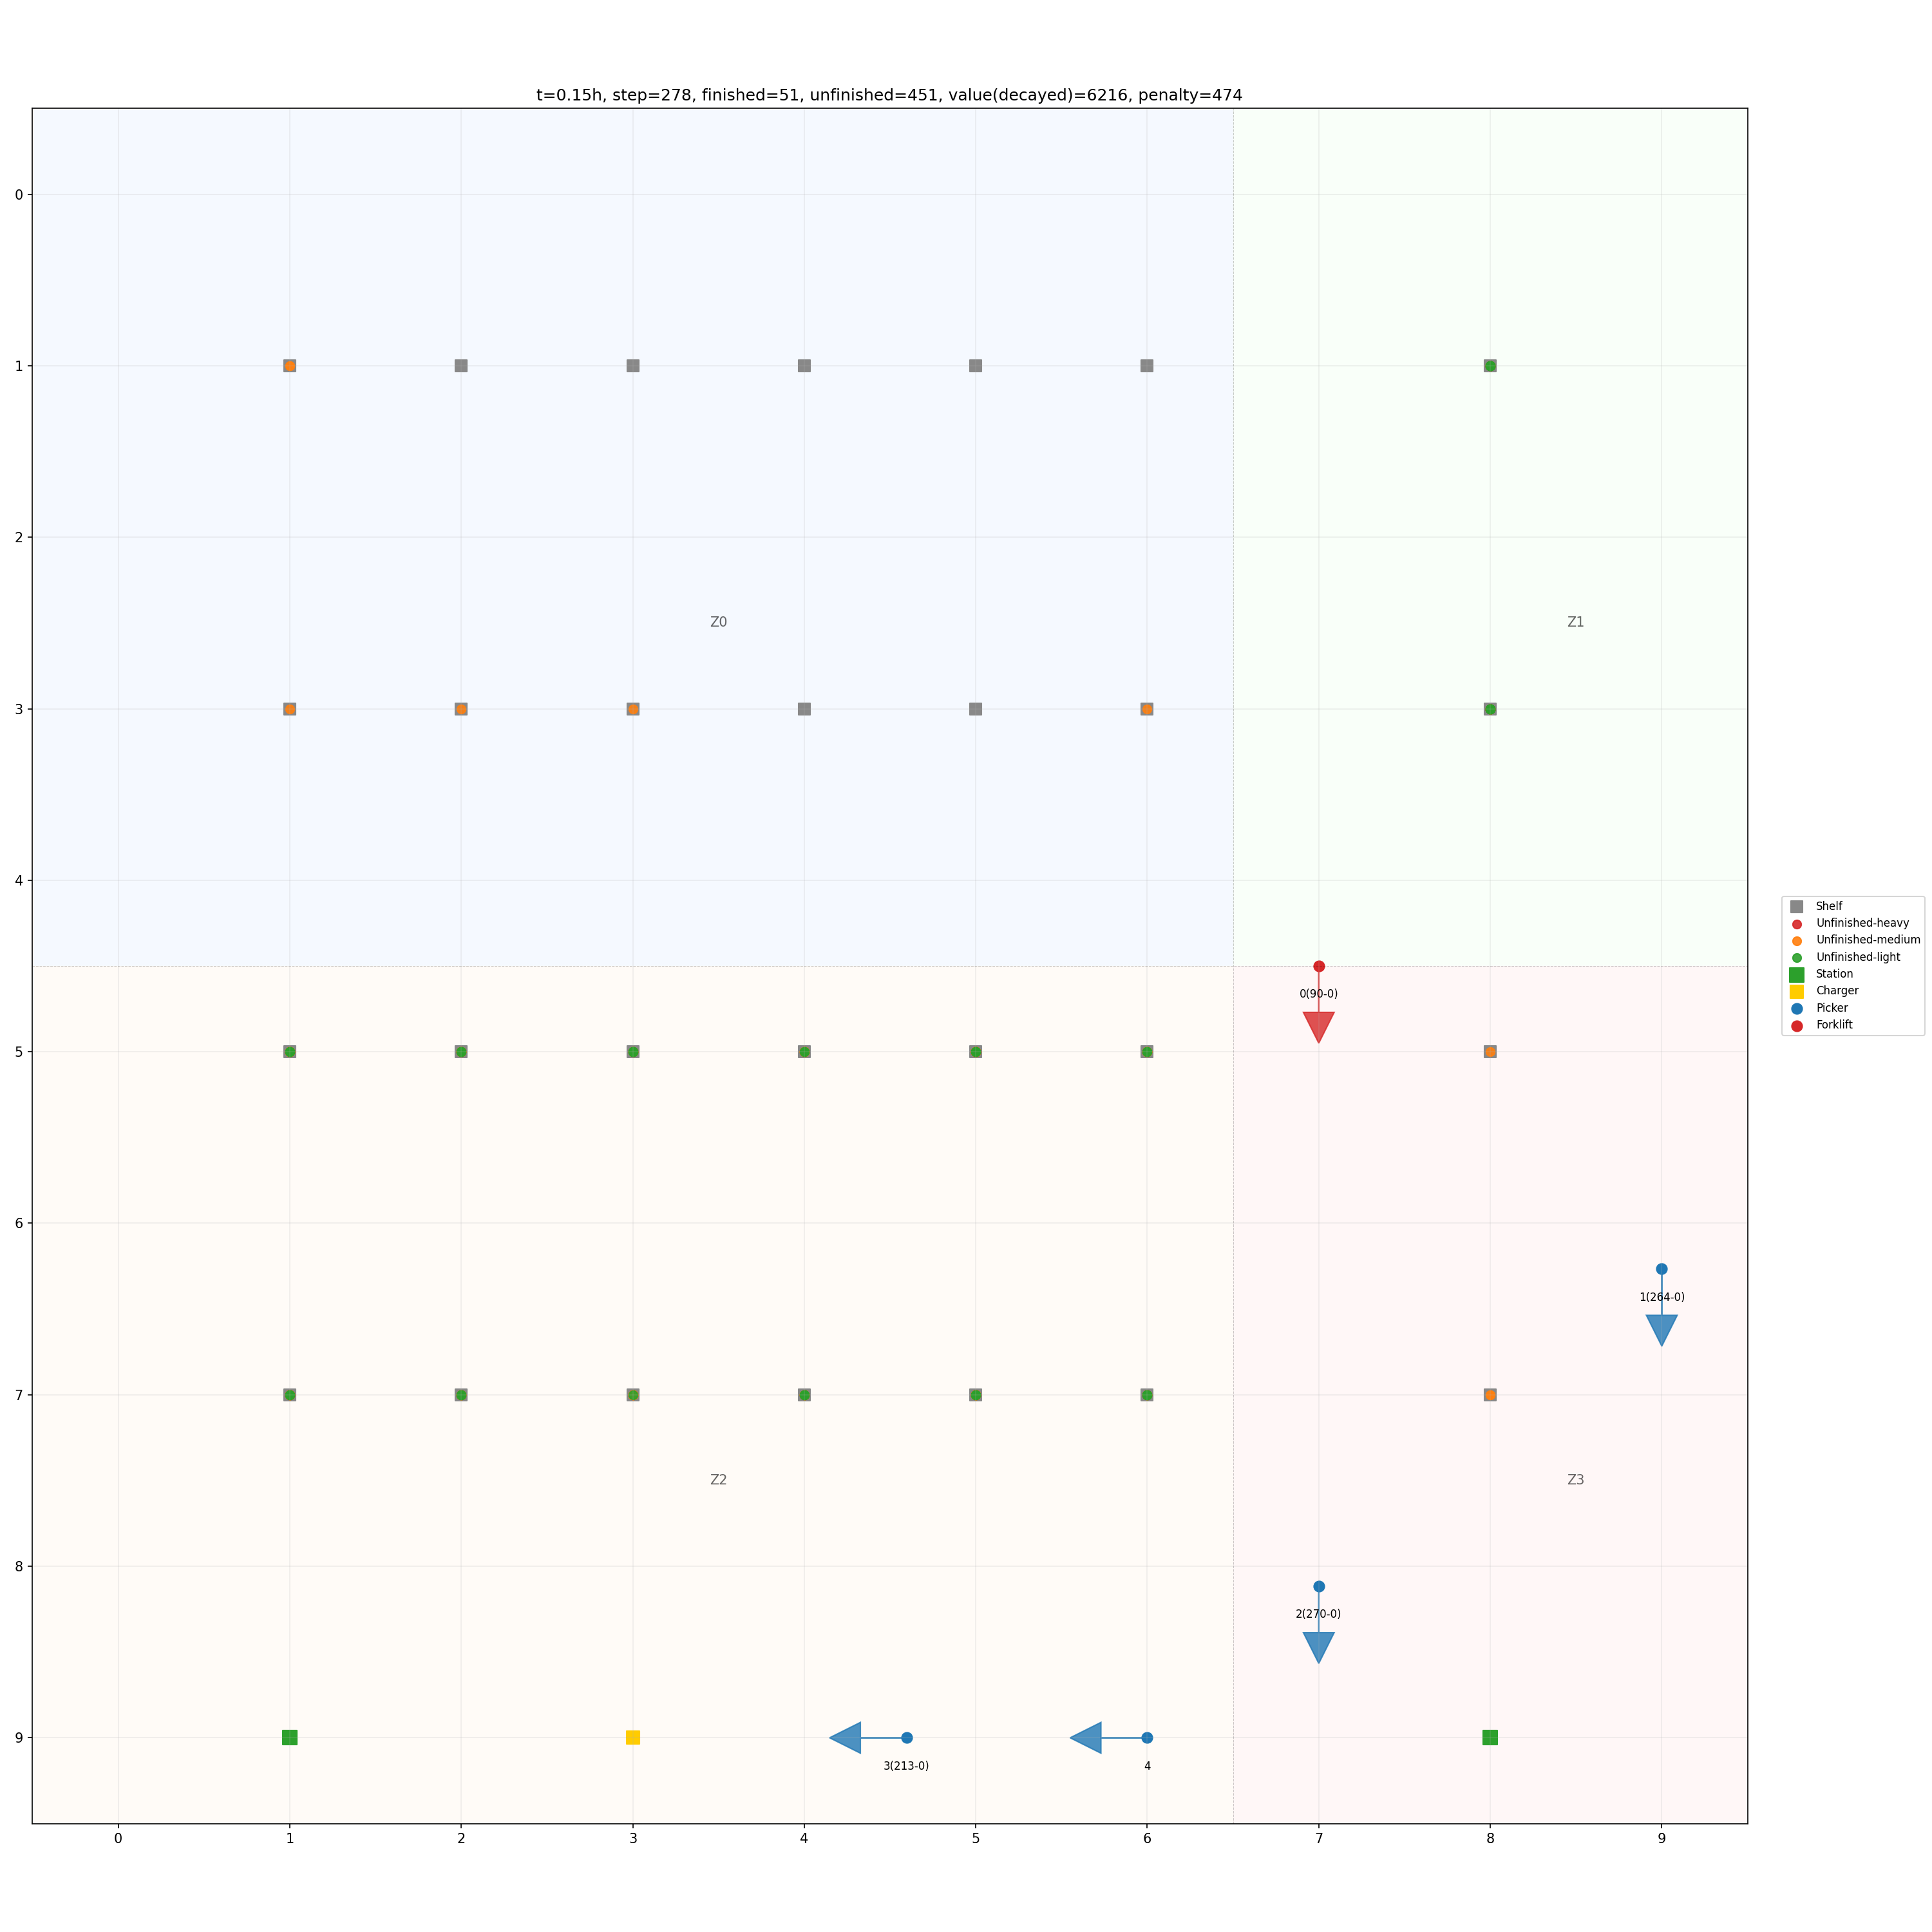 t=0.15h, step=278, finished=51, unfinished=451, value(decayed)=6216, penalty=474
0
1
2
Z0
Z1
3
4
Shelf
Unfinished-heavy
Unfinished-medium
Unfinished-light
Station
Charger
Picker
Forklift
0(90-0)
5
6
1(264-0)
7
Z2
Z3
8
2(270-0)
9
3(213-0)
4
0 1 2 3 4 5 6 7 8 9